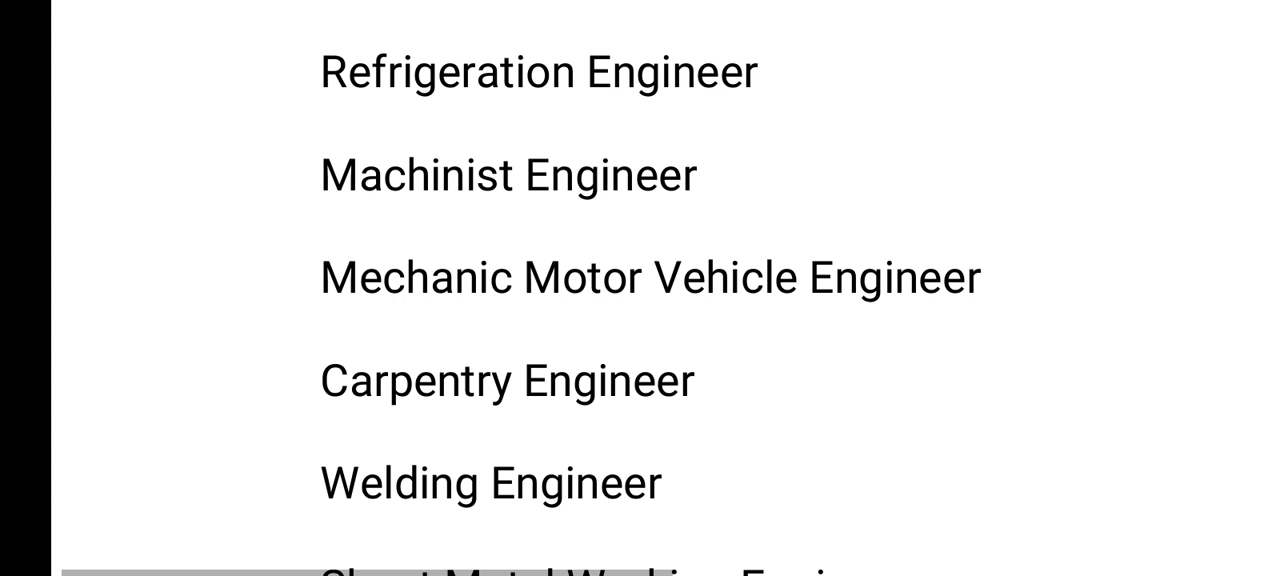 Refrigeration Engineer
Machinist Engineer
Mechanic Motor Vehicle Engineer
Carpentry Engineer
Welding Engineer